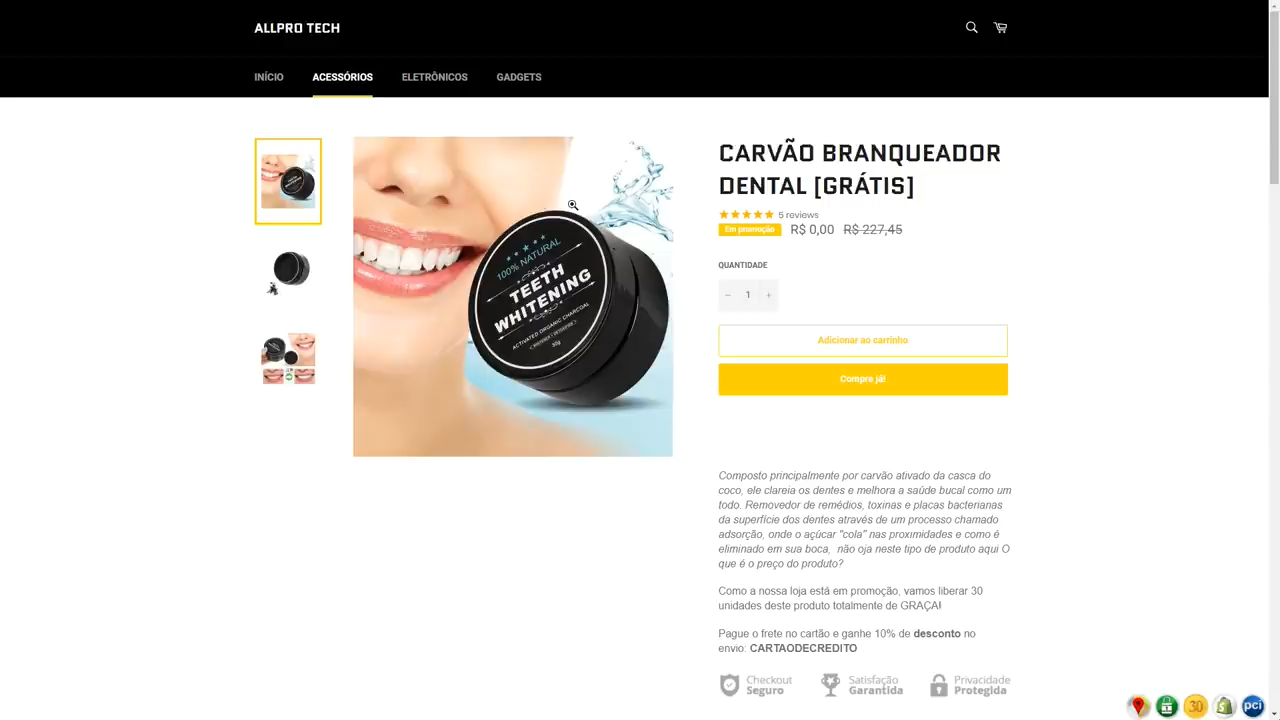 ALLPRO TECH
INÍCIO ACESSÓRIOS ELETRÔNICOS GADGETS
CARVÃO BRANQUEADOR
DENTAL [GRÁTIS]
5 reviews
Em promoção R$ 0,00 R$ 227,45
QUANTIDADE
− 1 +
Adicionar ao carrinho
Compre já!
100% NATURAL
TEETH
WHITENING
ACTIVATED ORGANIC CHARCOAL
30g
Composto principalmente por carvão ativado da casca do
coco, ele clareia os dentes e melhora a saúde bucal como um
todo. Removedor de remédios, toxinas e placas bacterianas
da superfície dos dentes através de um processo chamado
adsorção, onde o açúcar "cola" nas proximidades e como é
eliminado em sua boca, não oja neste tipo de produto aqui O
que é o preço do produto?
Como a nossa loja está em promoção, vamos liberar 30
unidades deste produto totalmente de GRAÇA!
Pague o frete no cartão e ganhe 10% de desconto no
envio: CARTAODECREDITO
Checkout
Seguro
Satisfação
Garantida
Privacidade
Protegida
30
pci